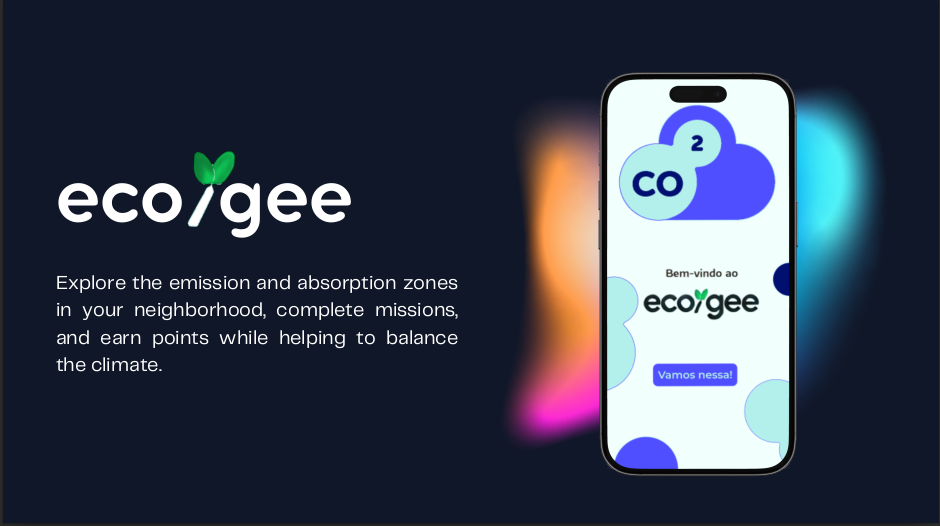 eco/gee
Explore the emission and absorption zones
in your neighborhood, complete missions,
and earn points while helping to balance
the climate.
2
CO
Bem-vindo ao
eco/gee
Vamos nessa!